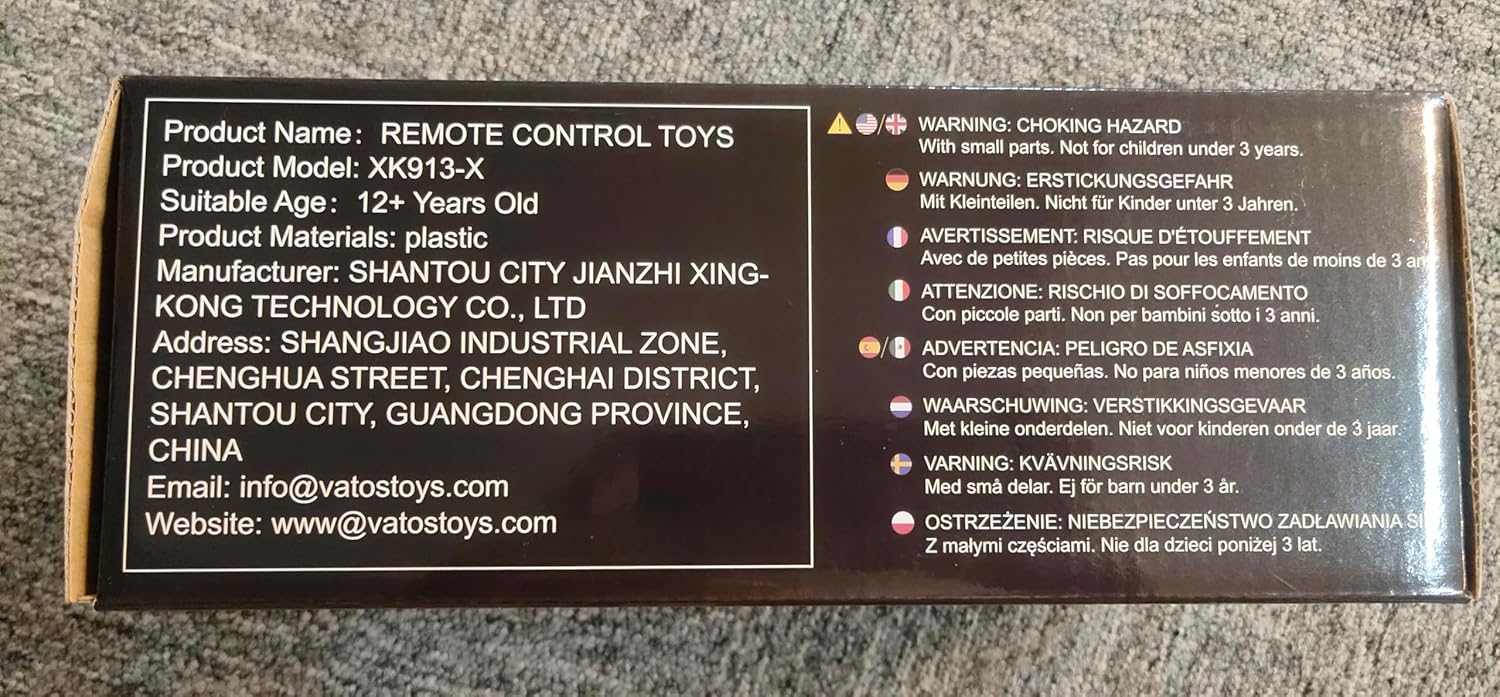 Product Name: REMOTE CONTROL TOYS
Product Model: XK913-X
Suitable Age: 12+ Years Old
Product Materials: plastic
Manufacturer: SHANTOU CITY JIANZHI XING-
KONG TECHNOLOGY CO., LTD
Address: SHANGJIAO INDUSTRIAL ZONE,
CHENGHUA STREET, CHENGHAI DISTRICT,
SHANTOU CITY, GUANGDONG PROVINCE,
CHINA
Email: info@vatostoys.com
Website: www@vatostoys.com
WARNING: CHOKING HAZARD
With small parts. Not for children under 3 years.
WARNUNG: ERSTICKUNGSGEFAHR
Mit Kleinteilen. Nicht für Kinder unter 3 Jahren.
AVERTISSEMENT: RISQUE D'ÉTOUFFEMENT
Avec de petites pièces. Pas pour les enfants de moins de 3
ATTENZIONE: RISCHIO DI SOFFOCAMENTO
Con piccole parti. Non per bambini sotto i 3 anni.
ADVERTENCIA: PELIGRO DE ASFIXIA
Con piezas pequeñas. No para niños menores de 3 años.
WAARSCHUWING: VERSTIKKINGSGEVAAR
Met kleine onderdelen. Niet voor kinderen onder de 3 jaar.
VARNING: KVÄVNINGSRISK
Med små delar. Ej för barn under 3 år.
OSTRZEŻENIE: NIEBEZPIECZEŃSTWO ZADŁAWIANIA
Z małymi częściami. Nie dla dzieci poniżej 3 lat.